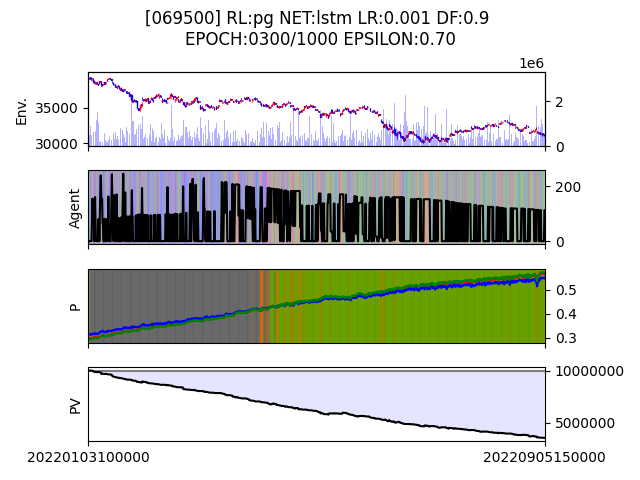 [069500] RL:pg NET:lstm LR:0.001 DF:0.9
EPOCH:0300/1000 EPSILON:0.70
1e6
Env.
35000
30000
2
0
Agent
200
0
P
0.5
0.4
0.3
PV
10000000
5000000
20220103100000
20220905150000